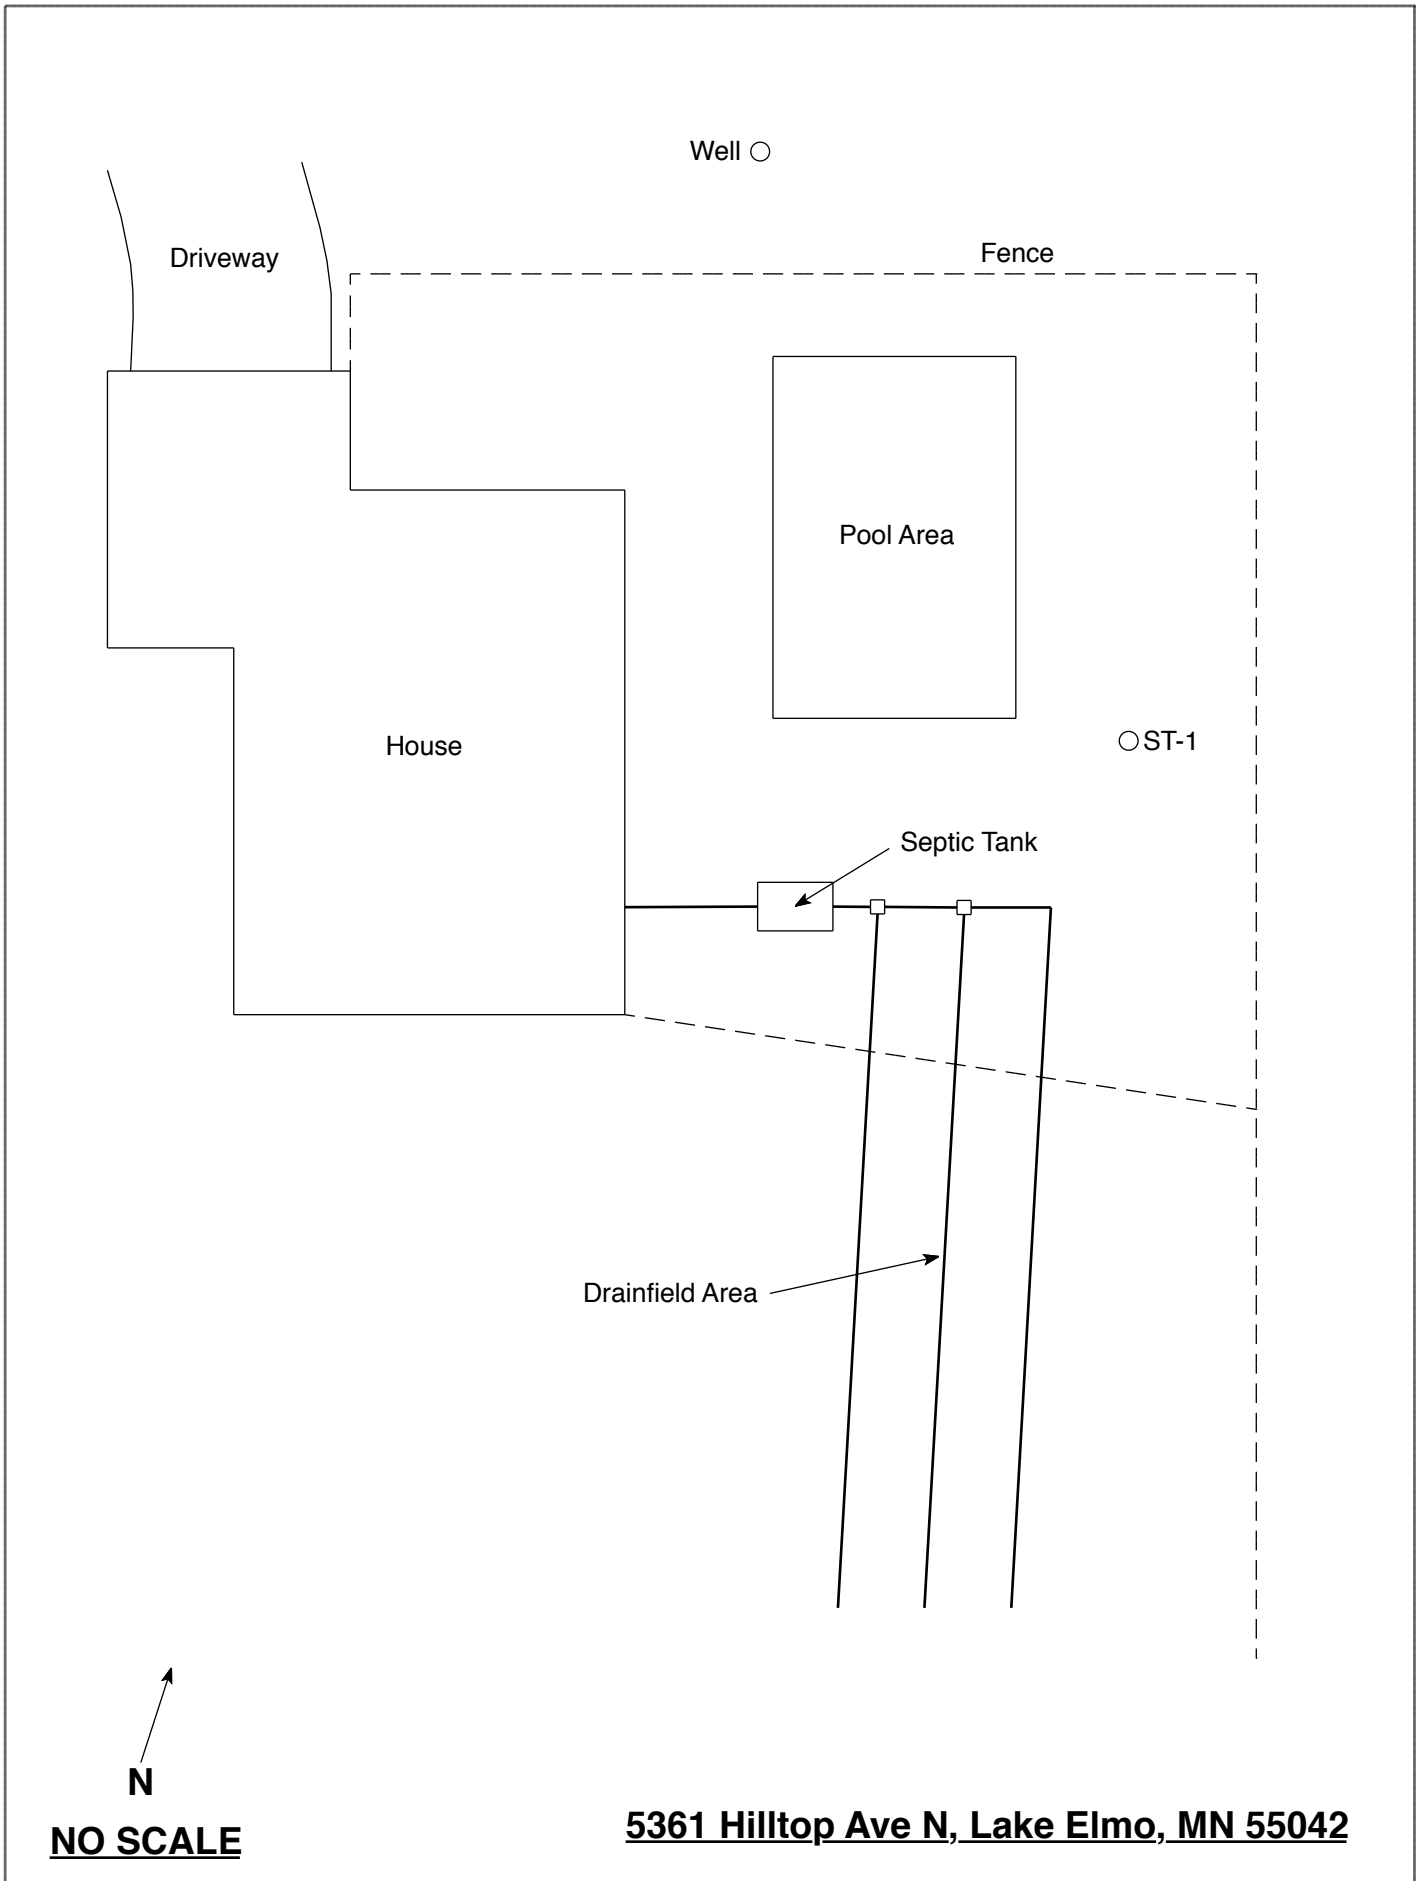 Well
Fence
Driveway
Pool Area
ST-1
House
Septic Tank
Drainfield Area
N
NO SCALE
5361 Hilltop Ave N, Lake Elmo, MN 55042